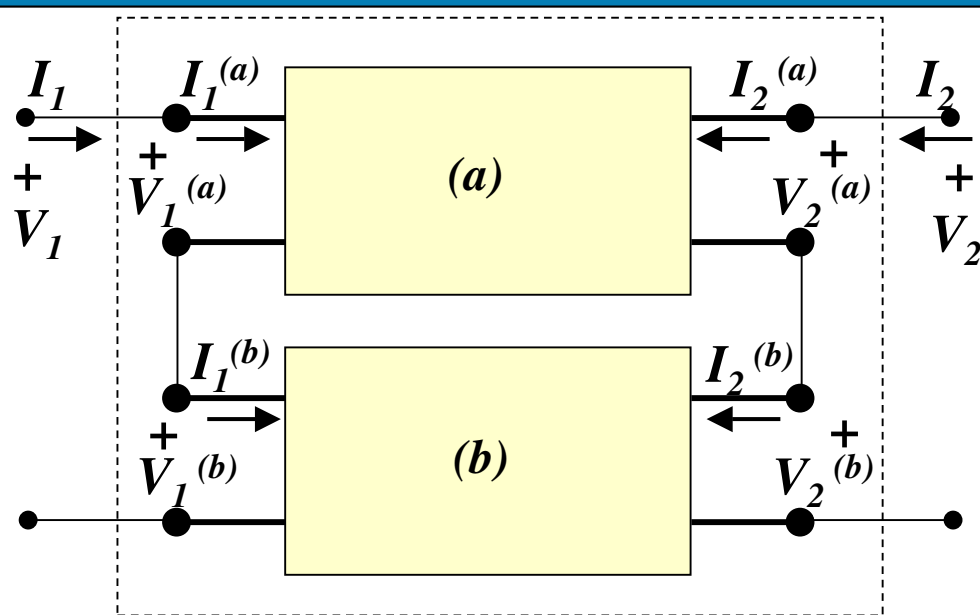 I₁ I₁⁽ᵃ⁾ I₂⁽ᵃ⁾ I₂
+ + + +
V₁ V₁⁽ᵃ⁾ (a) V₂⁽ᵃ⁾ V₂
I₁⁽ᵇ⁾ I₂⁽ᵇ⁾
+ +
V₁⁽ᵇ⁾ (b) V₂⁽ᵇ⁾